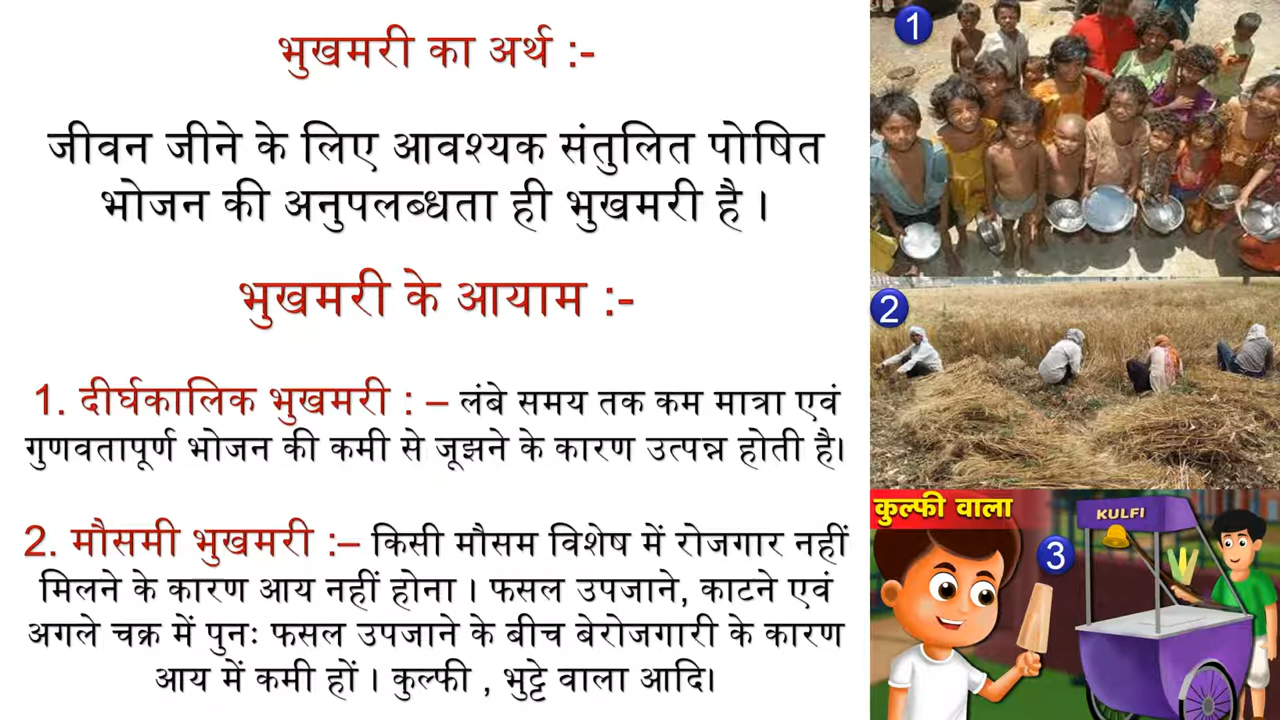 भुखमरी का अर्थ :-
जीवन जीने के लिए आवश्यक संतुलित पोषित
भोजन की अनुपलब्धता ही भुखमरी है ।
भुखमरी के आयाम :-
1. दीर्घकालिक भुखमरी : – लंबे समय तक कम मात्रा एवं
गुणवतापूर्ण भोजन की कमी से जूझने के कारण उत्पन्न होती है।
2. मौसमी भुखमरी :– किसी मौसम विशेष में रोजगार नहीं
मिलने के कारण आय नहीं होना । फसल उपजाने, काटने एवं
अगले चक्र में पुनः फसल उपजाने के बीच बेरोजगारी के कारण
आय में कमी हों । कुल्फी , भुट्टे वाला आदि।
1
2
कुल्फी वाला
KULFI
3